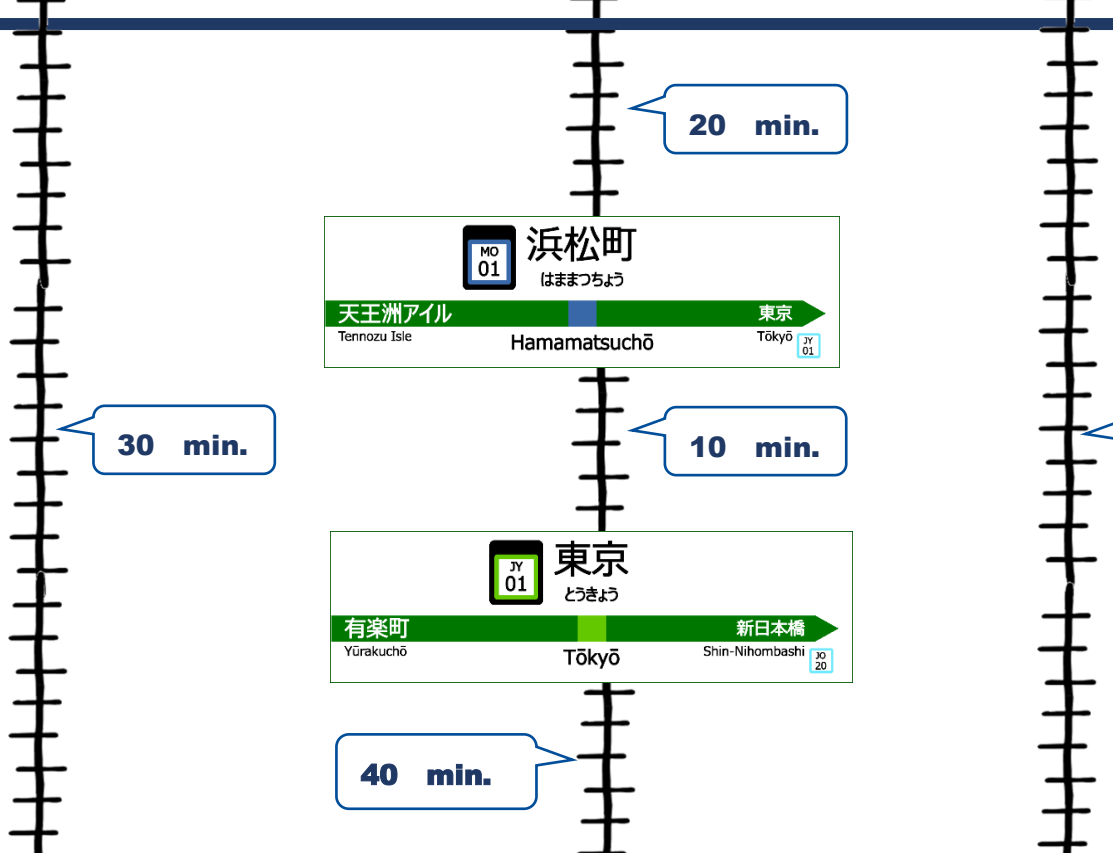 20 min.
MO
01
浜松町
はままつちょう
天王洲アイル
東京
Tennozu Isle
Hamamatsuchō
Tōkyō
JY
01
30 min.
10 min.
JY
01
東京
とうきょう
有楽町
新日本橋
Yūrakuchō
Tōkyō
Shin-Nihombashi
JO
20
40 min.